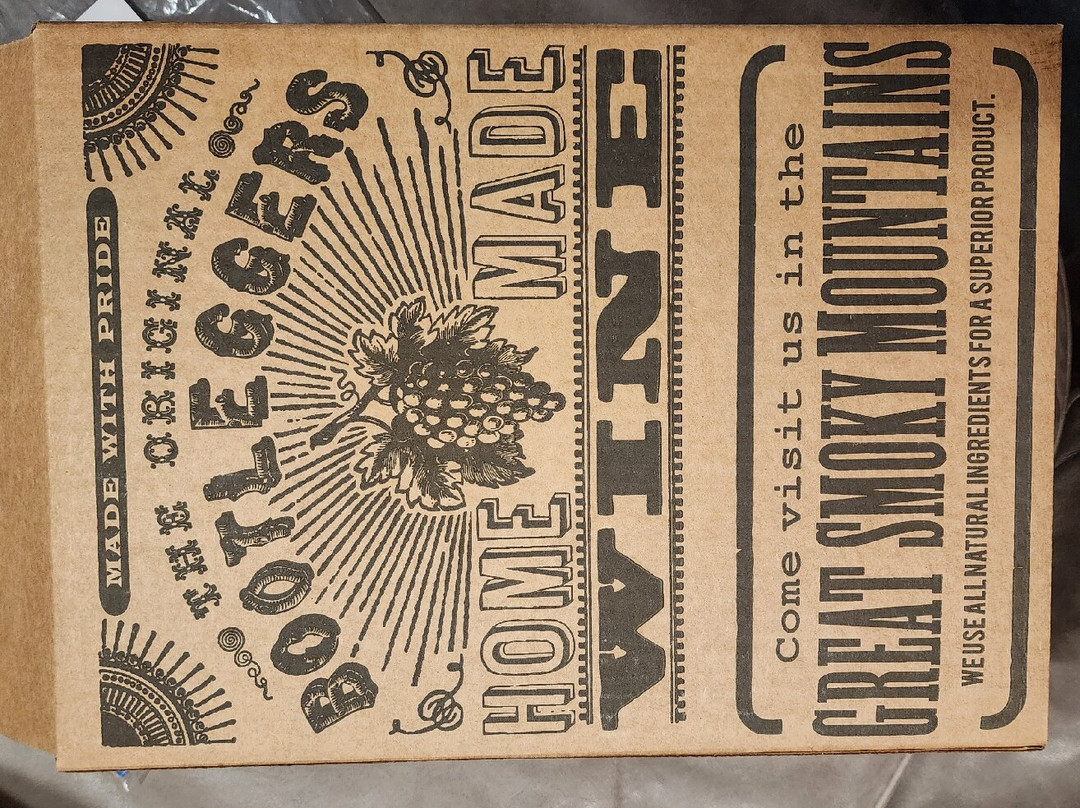 MADE WITH PRIDE
THE ORIGINAL
BOOTLEGGERS
HOME MADE
WINE
Come visit us in the
GREAT SMOKY MOUNTAINS
WE USE ALL NATURAL INGREDIENTS FOR A SUPERIOR PRODUCT.